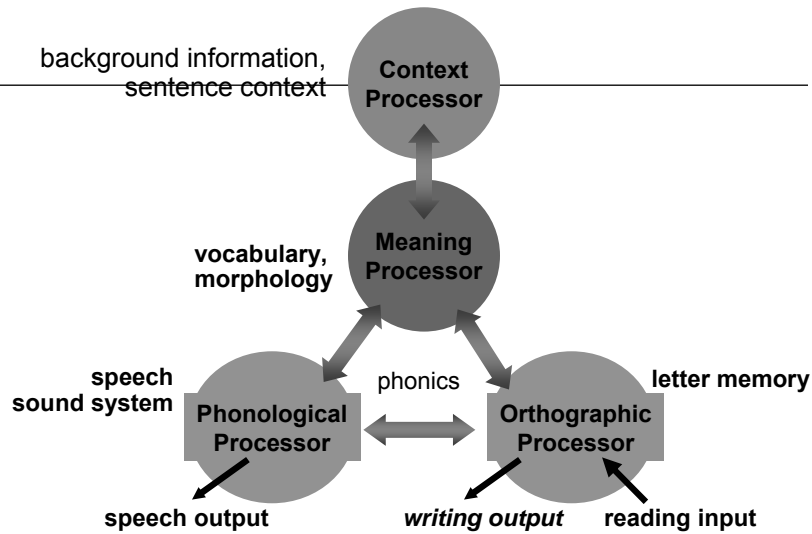 background information,
sentence context
Context
Processor
vocabulary,
morphology
Meaning
Processor
speech
sound system
phonics
letter memory
Phonological
Processor
Orthographic
Processor
speech output
writing output
reading input